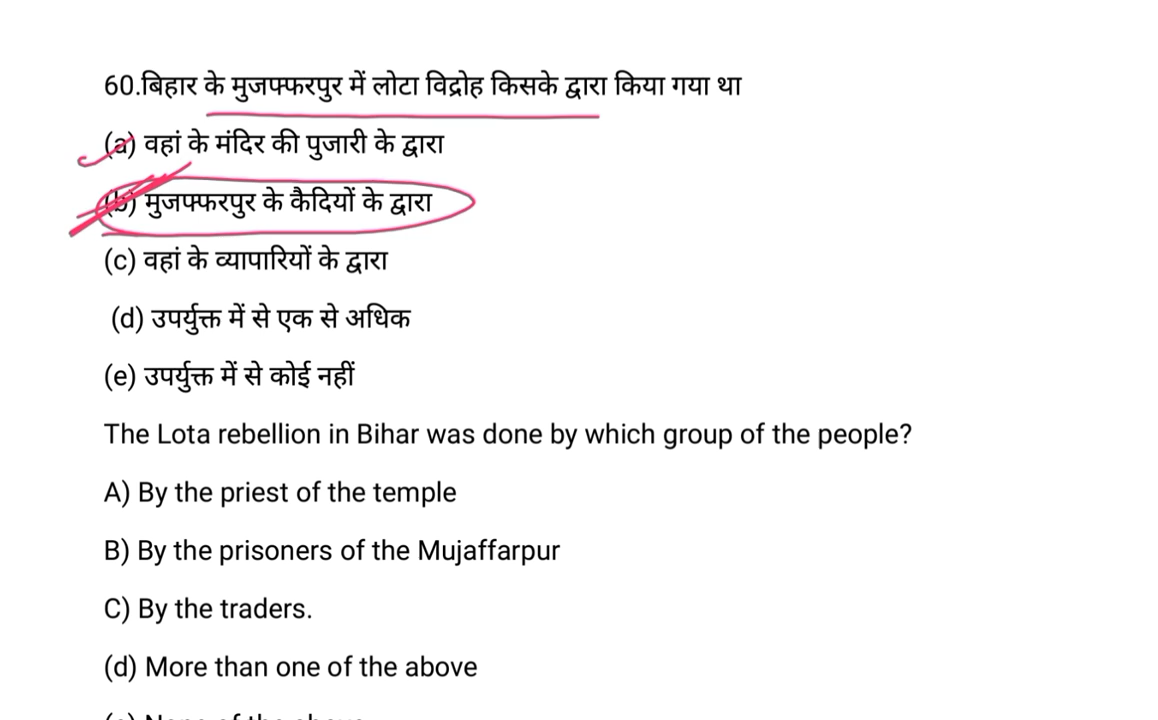 60.बिहार के मुजफ्फरपुर में लोटा विद्रोह किसके द्वारा किया गया था
(a) वहां के मंदिर की पुजारी के द्वारा
(b) मुजफ्फरपुर के कैदियों के द्वारा
(c) वहां के व्यापारियों के द्वारा
(d) उपर्युक्त में से एक से अधिक
(e) उपर्युक्त में से कोई नहीं
The Lota rebellion in Bihar was done by which group of the people?
A) By the priest of the temple
B) By the prisoners of the Mujaffarpur
C) By the traders.
(d) More than one of the above